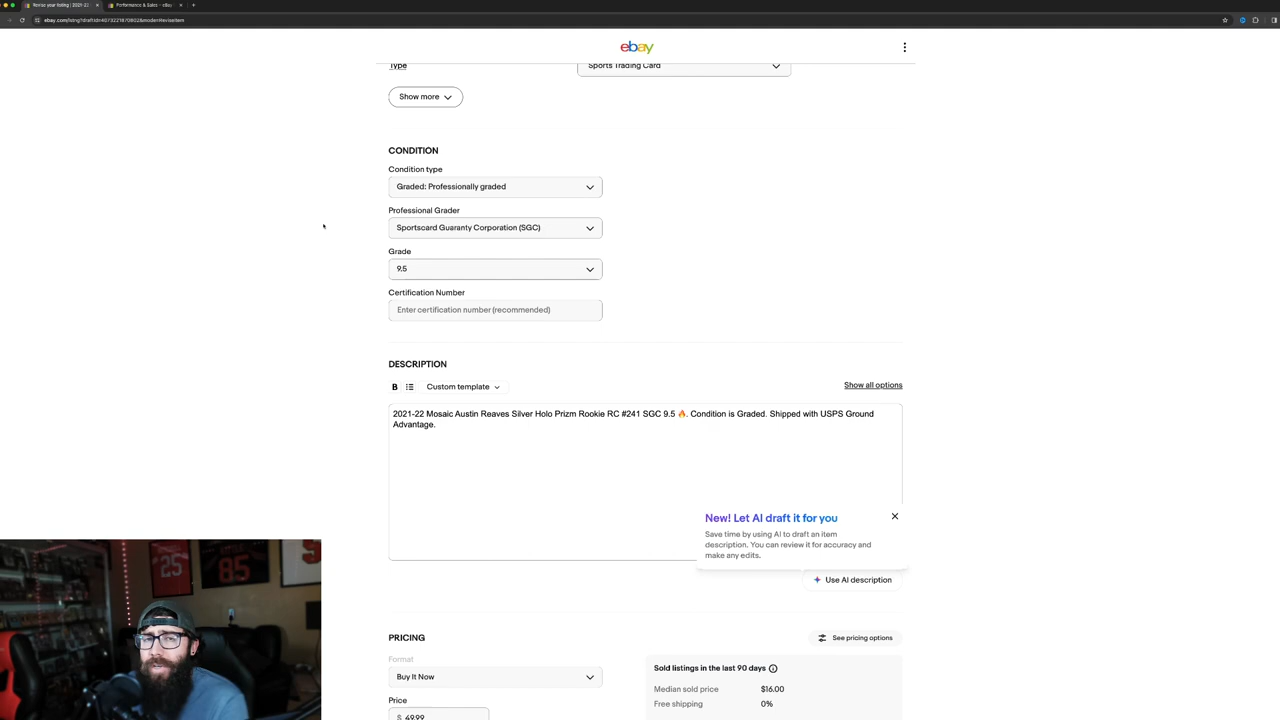 Revise your listing | 2021-22
Performance & Sales – eBay
ebay.com/lstng?draftId=4073221870802&mode=ReviseItem
ebay
Type
Sports Trading Card
Show more
CONDITION
Condition type
Graded: Professionally graded
Professional Grader
Sportscard Guaranty Corporation (SGC)
Grade
9.5
Certification Number
Enter certification number (recommended)
DESCRIPTION
B
Custom template
Show all options
2021-22 Mosaic Austin Reaves Silver Holo Prizm Rookie RC #241 SGC 9.5 🔥. Condition is Graded. Shipped with USPS Ground
Advantage.
New! Let AI draft it for you
Save time by using AI to draft an item
description. You can review it for accuracy and
make any edits.
Use AI description
PRICING
See pricing options
Format
Buy It Now
Sold listings in the last 90 days
Median sold price
$16.00
Free shipping
0%
Price
$ 49.99
25
85